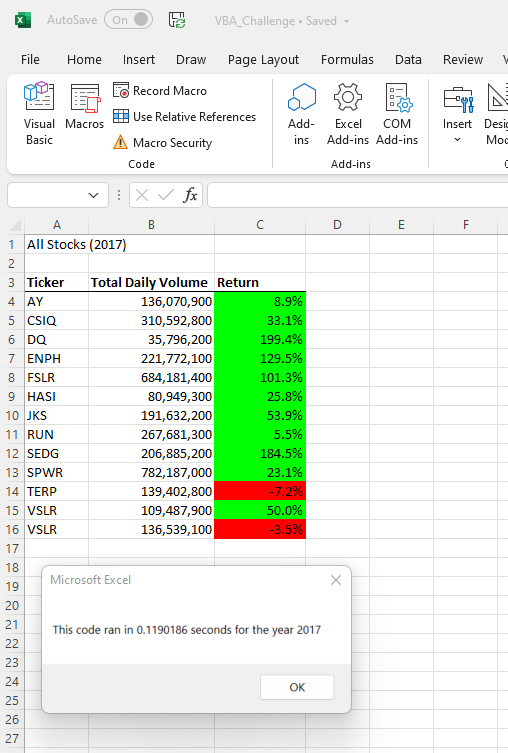 AutoSave On VBA_Challenge • Saved
File Home Insert Draw Page Layout Formulas Data Review
Visual Basic
Macros
Record Macro
Use Relative References
Macro Security
Code
Add-ins
Excel Add-ins
COM Add-ins
Add-ins
Insert
fx
A B C D E F
1 All Stocks (2017)
2
3 Ticker Total Daily Volume Return
4 AY 136,070,900 8.9%
5 CSIQ 310,592,800 33.1%
6 DQ 35,796,200 199.4%
7 ENPH 221,772,100 129.5%
8 FSLR 684,181,400 101.3%
9 HASI 80,949,300 25.8%
10 JKS 191,632,200 53.9%
11 RUN 267,681,300 5.5%
12 SEDG 206,885,200 184.5%
13 SPWR 782,187,000 23.1%
14 TERP 139,402,800 -7.2%
15 VSLR 109,487,900 50.0%
16 VSLR 136,539,100 -3.5%
17
18
19
20
21
22
23
24
25
26
27
Microsoft Excel
This code ran in 0.1190186 seconds for the year 2017
OK